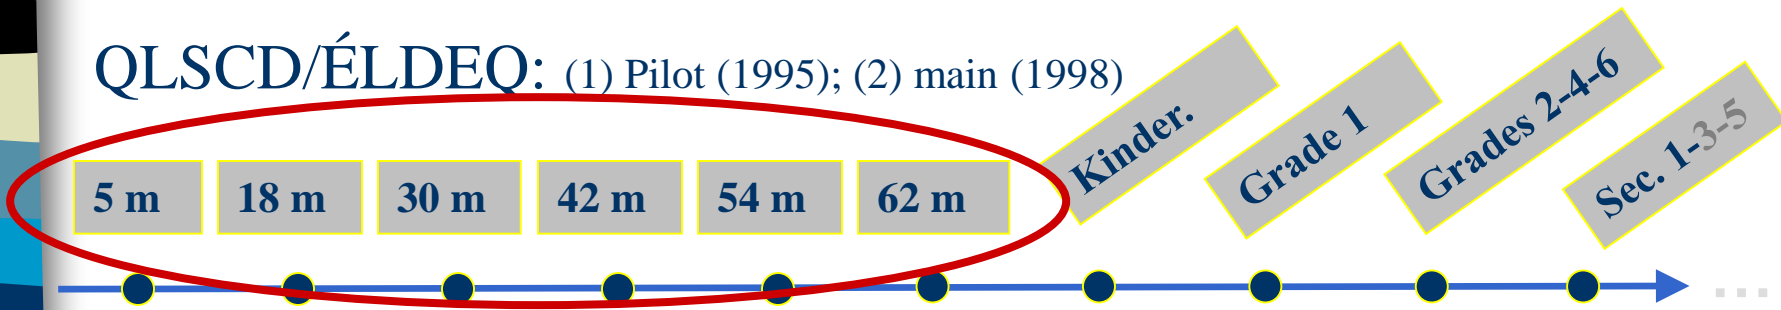 QLSCD/ÉLDEQ: (1) Pilot (1995); (2) main (1998)
5 m
18 m
30 m
42 m
54 m
62 m
Kinder.
Grade 1
Grades 2-4-6
Sec. 1-3-5
...